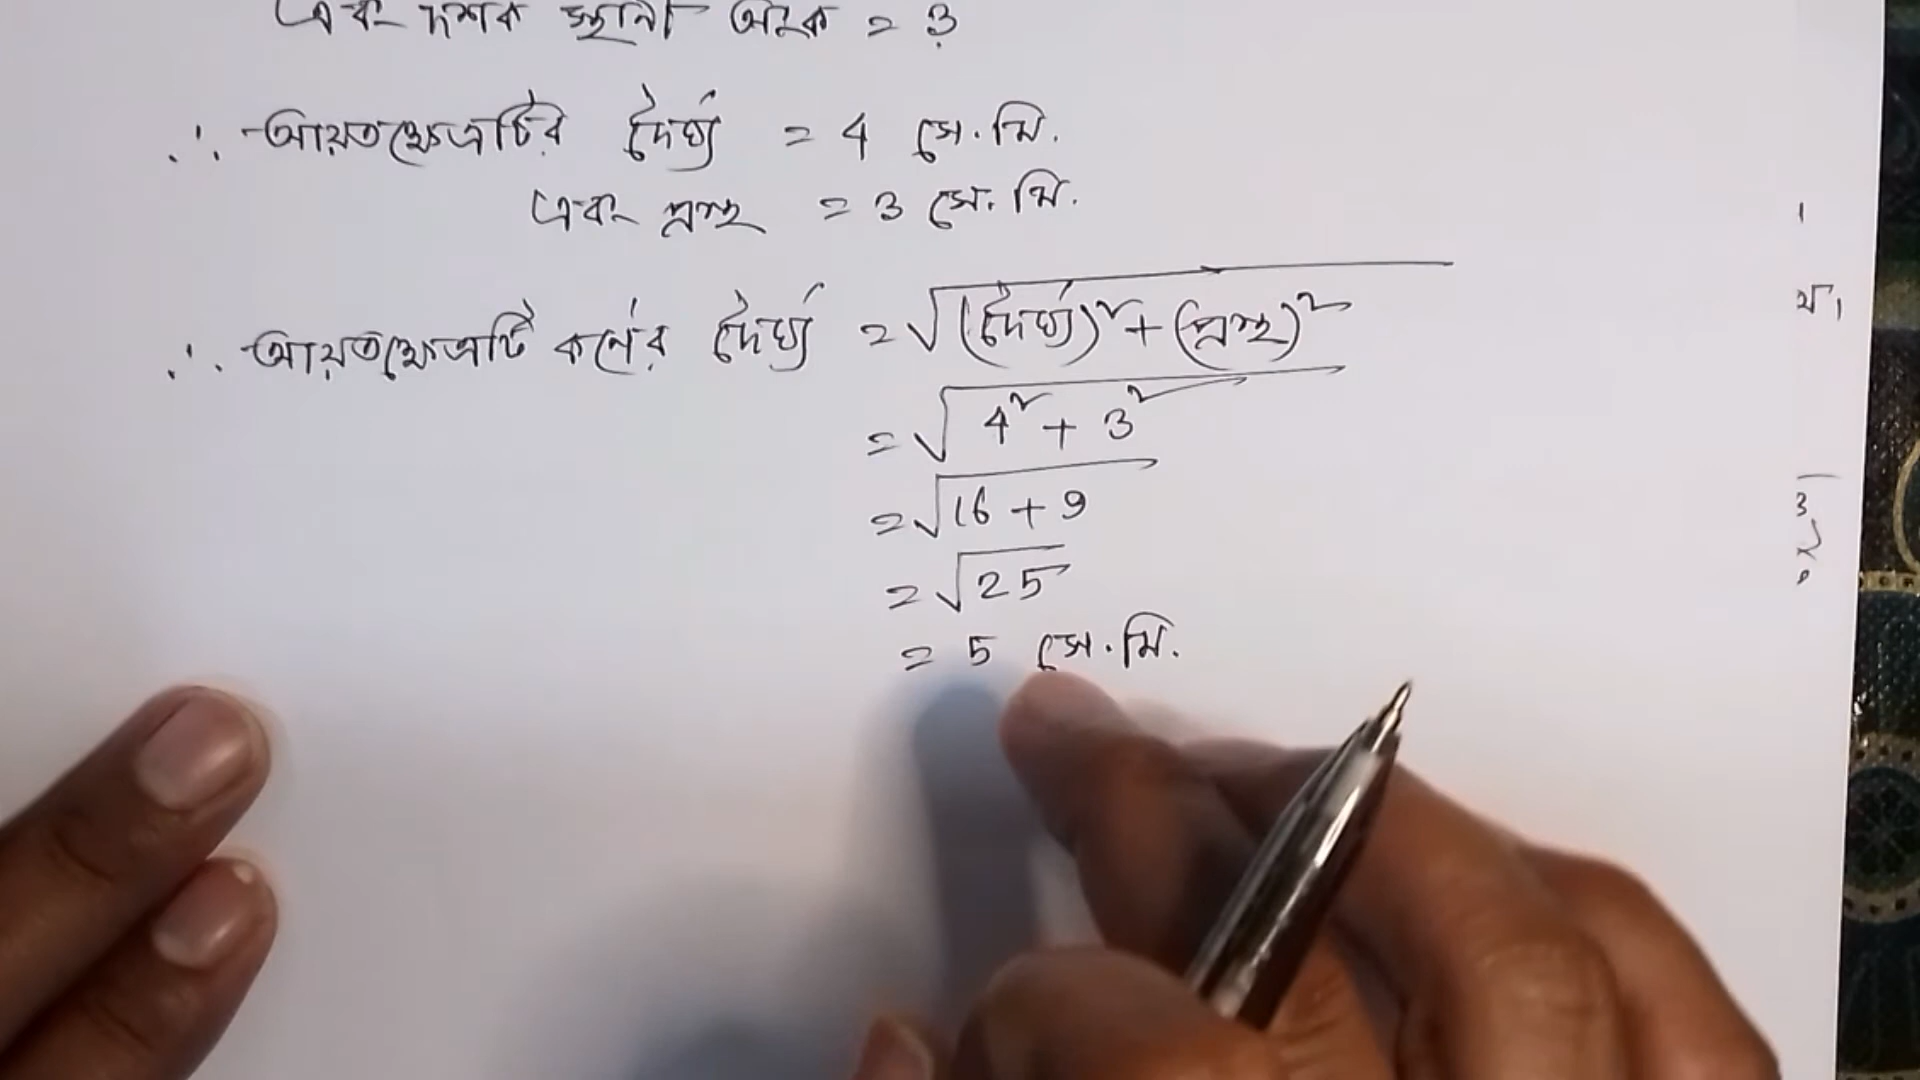 এবং দশক স্থানীয় অংক = 3
∴ আয়তক্ষেত্রটির দৈর্ঘ্য = 4 সে.মি.
এবং প্রস্থ = 3 সে.মি.
∴ আয়তক্ষেত্রটি কর্ণের দৈর্ঘ্য = √(দৈর্ঘ্য)² + (প্রস্থ)²
= √4² + 3²
= √16 + 9
= √25
= 5 সে.মি.